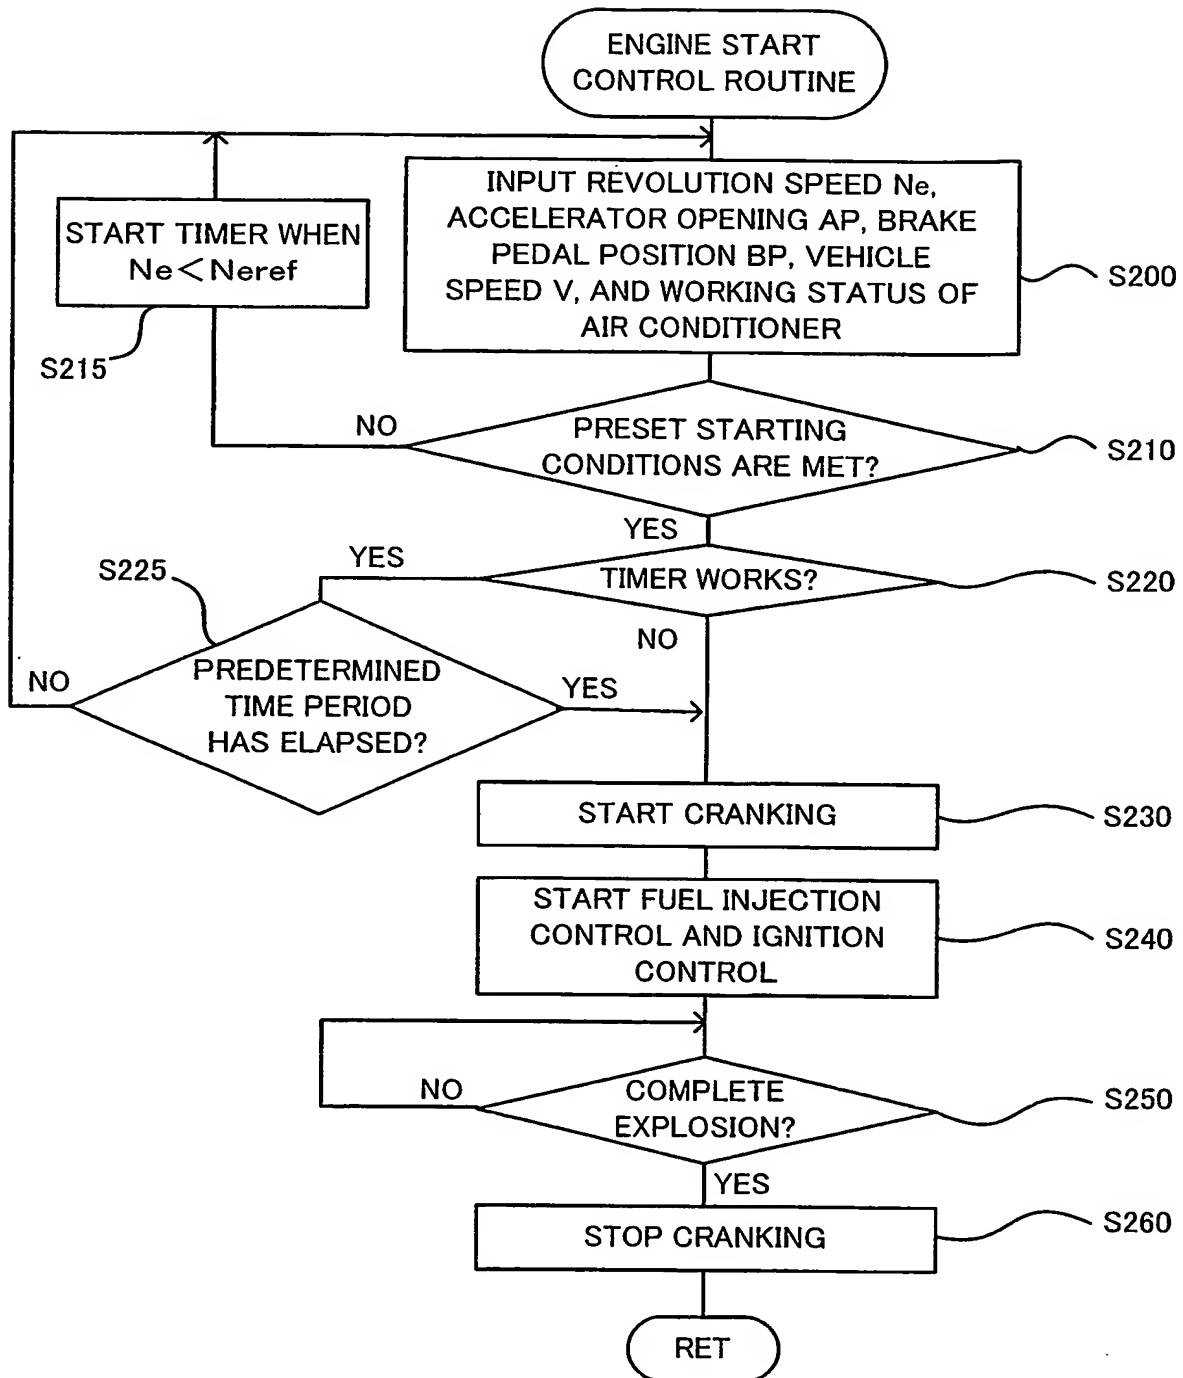 ENGINE START
CONTROL ROUTINE
INPUT REVOLUTION SPEED Ne,
ACCELERATOR OPENING AP, BRAKE
PEDAL POSITION BP, VEHICLE
SPEED V, AND WORKING STATUS OF
AIR CONDITIONER
S200
START TIMER WHEN
Ne<Neref
S215
NO
PRESET STARTING
CONDITIONS ARE MET?
S210
YES
YES
TIMER WORKS?
S220
S225
NO
NO
PREDETERMINED
TIME PERIOD
HAS ELAPSED?
YES
START CRANKING
S230
START FUEL INJECTION
CONTROL AND IGNITION
CONTROL
S240
NO
COMPLETE
EXPLOSION?
S250
YES
STOP CRANKING
S260
RET